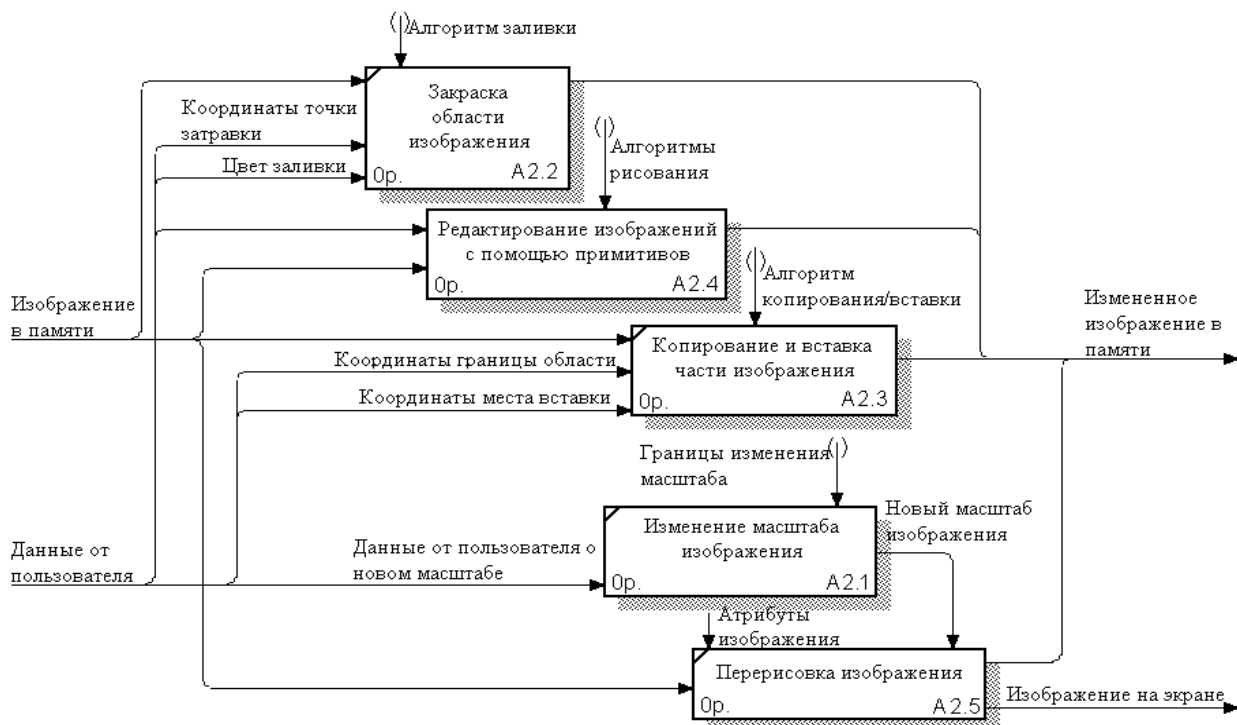 Алгоритм заливки
Закраска
области
изображения
0р.
A2.2
Координаты точки
затравки
Цвет заливки
Алгоритмы
рисования
Редактирование изображений
с помощью примитивов
0р.
A2.4
Алгоритм
копирования/вставки
Изображение
в памяти
Измененное
изображение в
памяти
Копирование и вставка
части изображения
0р.
A2.3
Координаты границы области
Координаты места вставки
Границы изменения
масштаба
Изменение масштаба
изображения
0р.
A2.1
Новый масштаб
изображения
Данные от
пользователя
Данные от пользователя о
новом масштабе
Атрибуты
изображения
Перерисовка изображения
0р.
A2.5
Изображение на экране